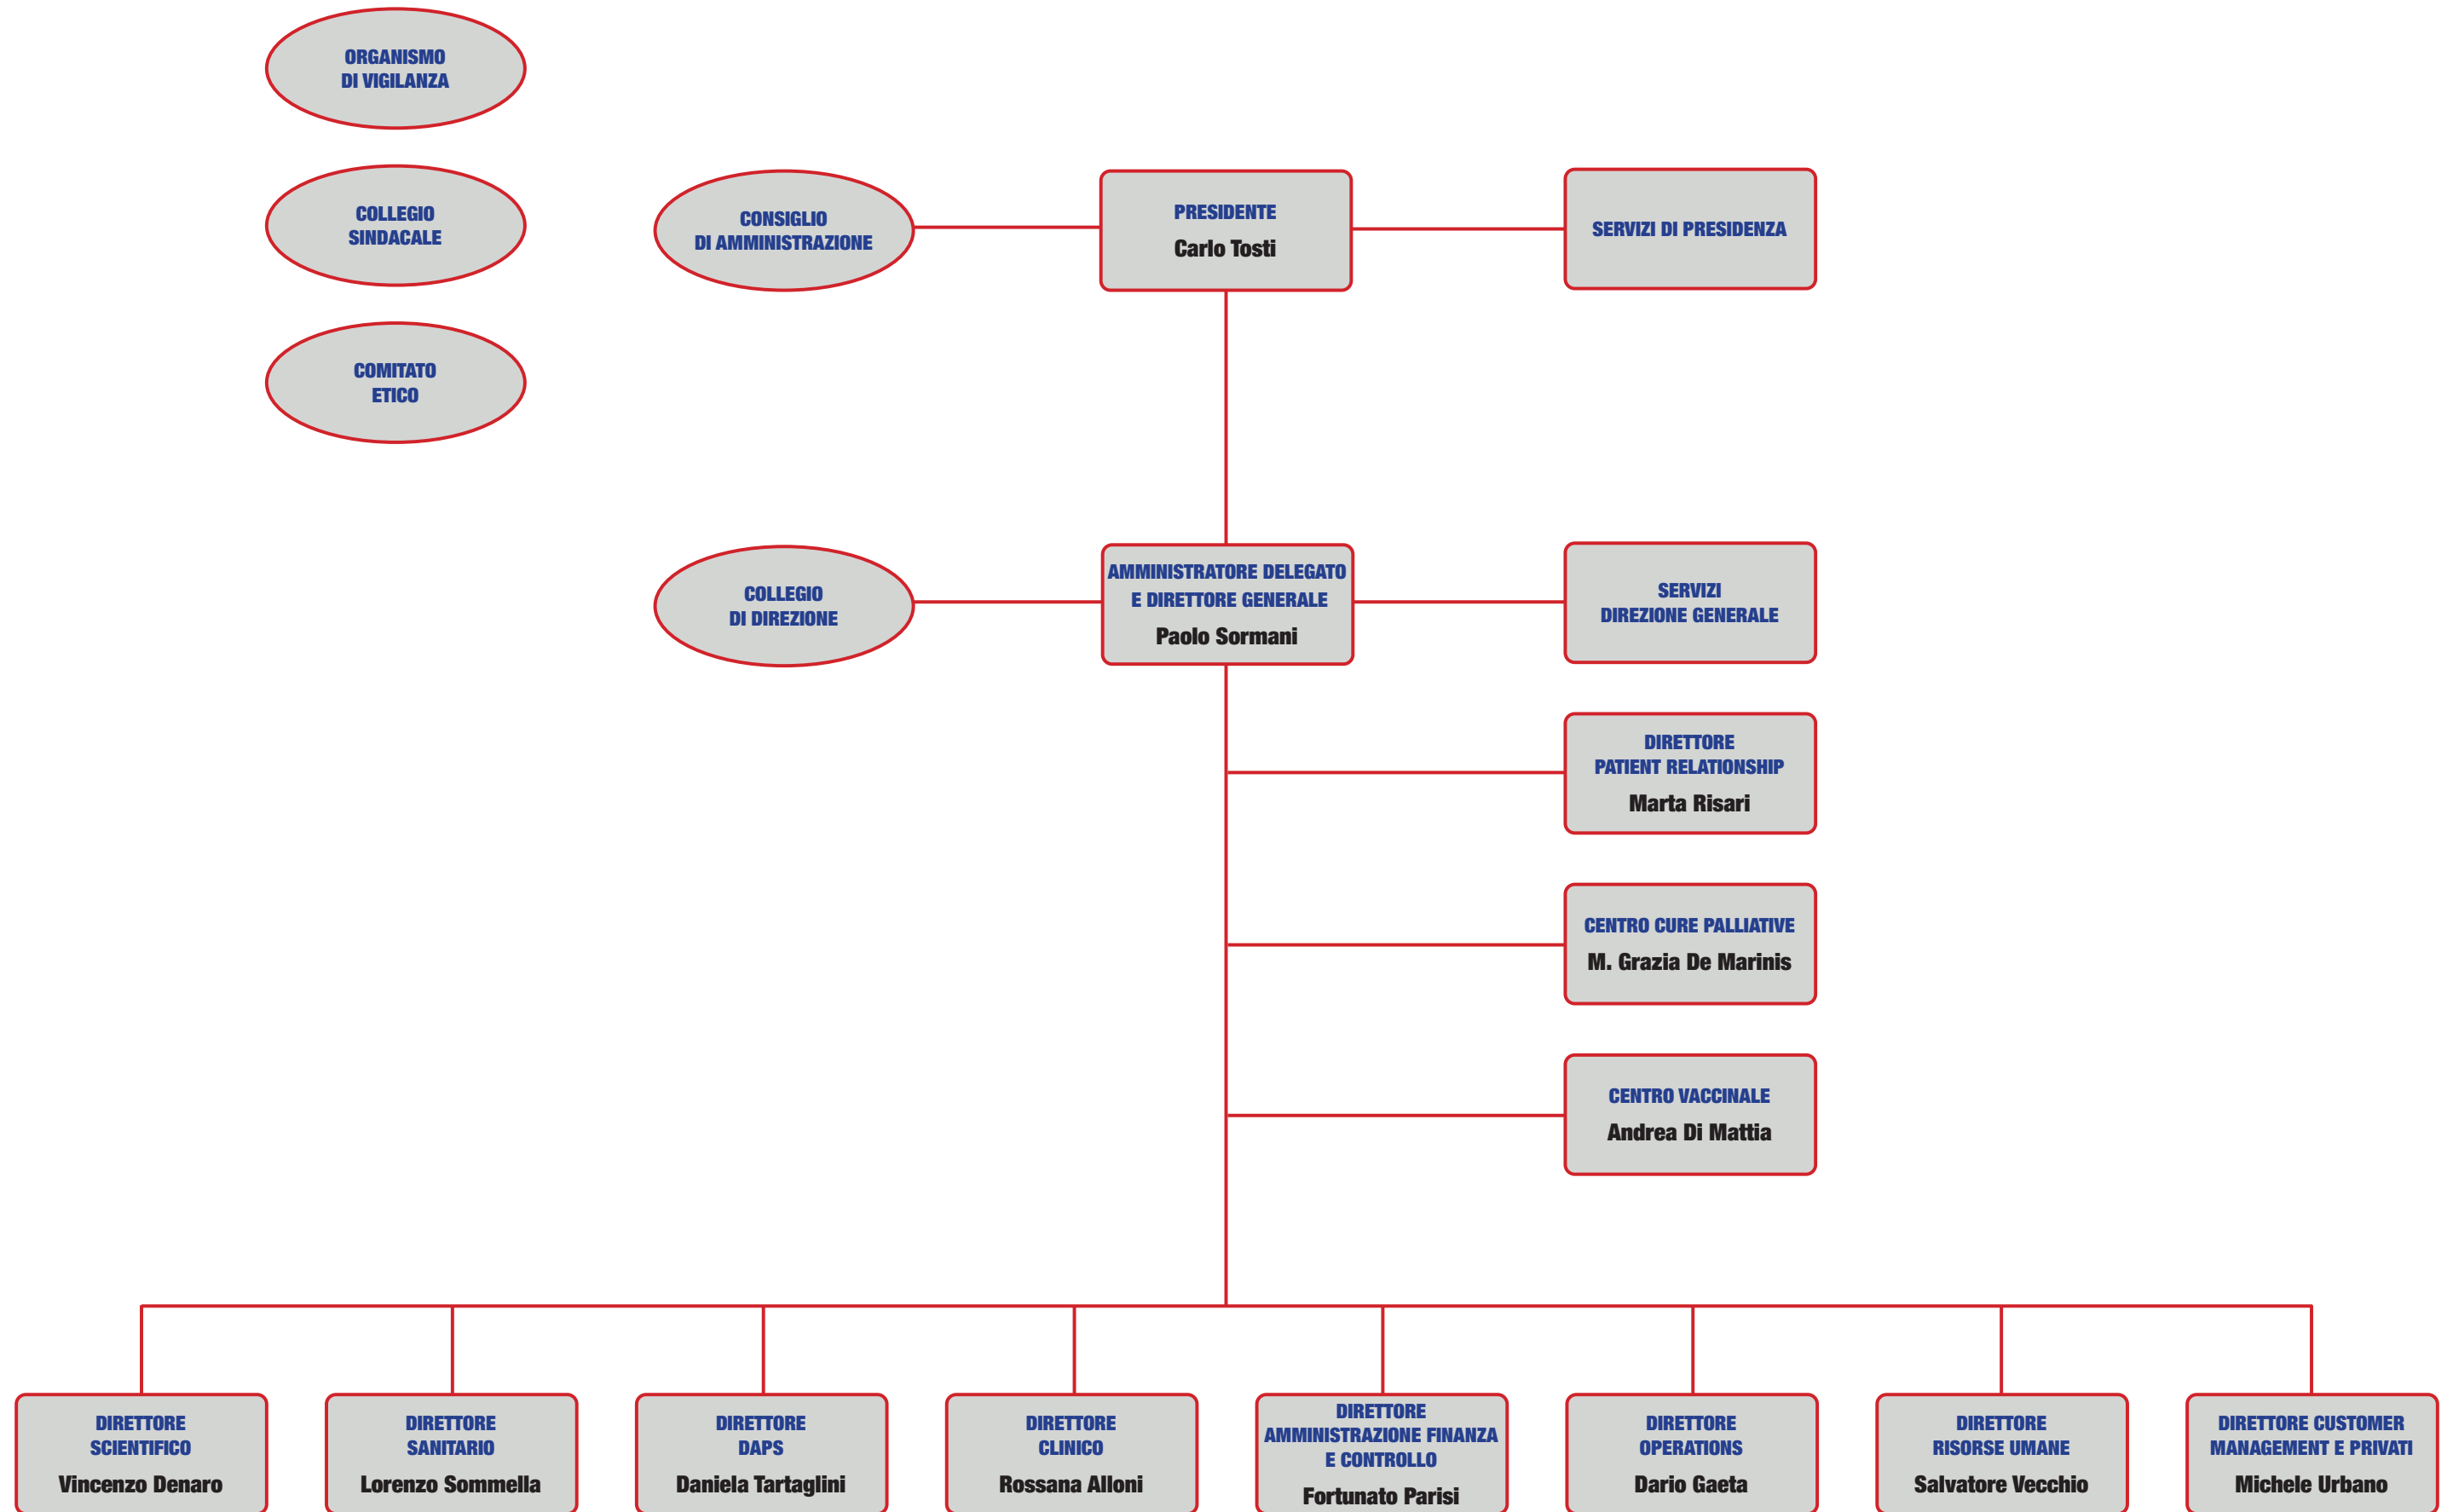 ORGANISMO
DI VIGILANZA
COLLEGIO
SINDACALE
COMITATO
ETICO
CONSIGLIO
DI AMMINISTRAZIONE
PRESIDENTE
Carlo Tosti
SERVIZI DI PRESIDENZA
COLLEGIO
DI DIREZIONE
AMMINISTRATORE DELEGATO
E DIRETTORE GENERALE
Paolo Sormani
SERVIZI
DIREZIONE GENERALE
DIRETTORE
PATIENT RELATIONSHIP
Marta Risari
CENTRO CURE PALLIATIVE
M. Grazia De Marinis
CENTRO VACCINALE
Andrea Di Mattia
DIRETTORE
SCIENTIFICO
Vincenzo Denaro
DIRETTORE
SANITARIO
Lorenzo Sommella
DIRETTORE
DAPS
Daniela Tartaglini
DIRETTORE
CLINICO
Rossana Alloni
DIRETTORE
AMMINISTRAZIONE FINANZA
E CONTROLLO
Fortunato Parisi
DIRETTORE
OPERATIONS
Dario Gaeta
DIRETTORE
RISORSE UMANE
Salvatore Vecchio
DIRETTORE CUSTOMER
MANAGEMENT E PRIVATI
Michele Urbano